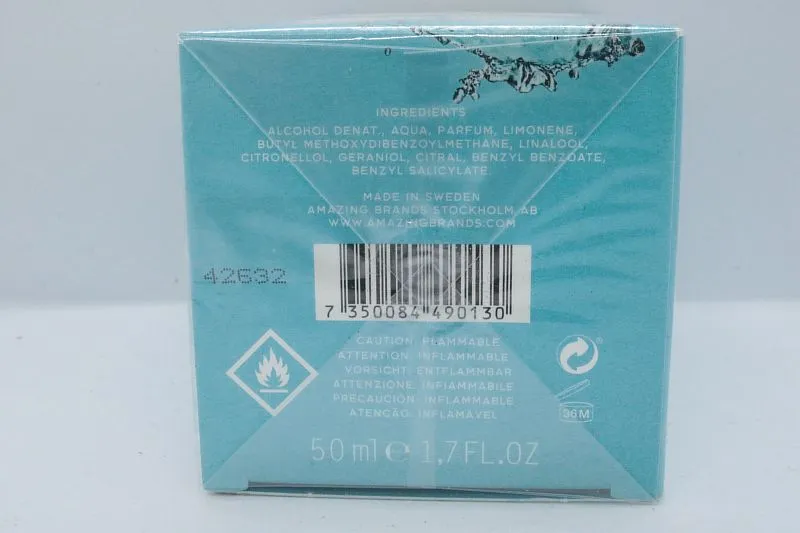 INGREDIENTS
ALCOHOL DENAT., AQUA, PARFUM, LIMONENE,
BUTYL METHOXYDIBENZOYLMETHANE, LINALOOL,
CITRONELLOL, GERANIOL, CITRAL, BENZYL BENZOATE,
BENZYL SALICYLATE.
MADE IN SWEDEN
AMAZING BRANDS STOCKHOLM AB
WWW.AMAZINGBRANDS.COM
42632
7 350084 490130
CAUTION: FLAMMABLE
ATTENTION: INFLAMMABLE
VORSICHT: ENTFLAMMBAR
ATTENZIONE: INFIAMMABILE
PRECAUCIÓN: INFLAMMABLE
ATENÇÃO: INFLAMÁVEL
36M
50 ml e 1,7 FL.OZ